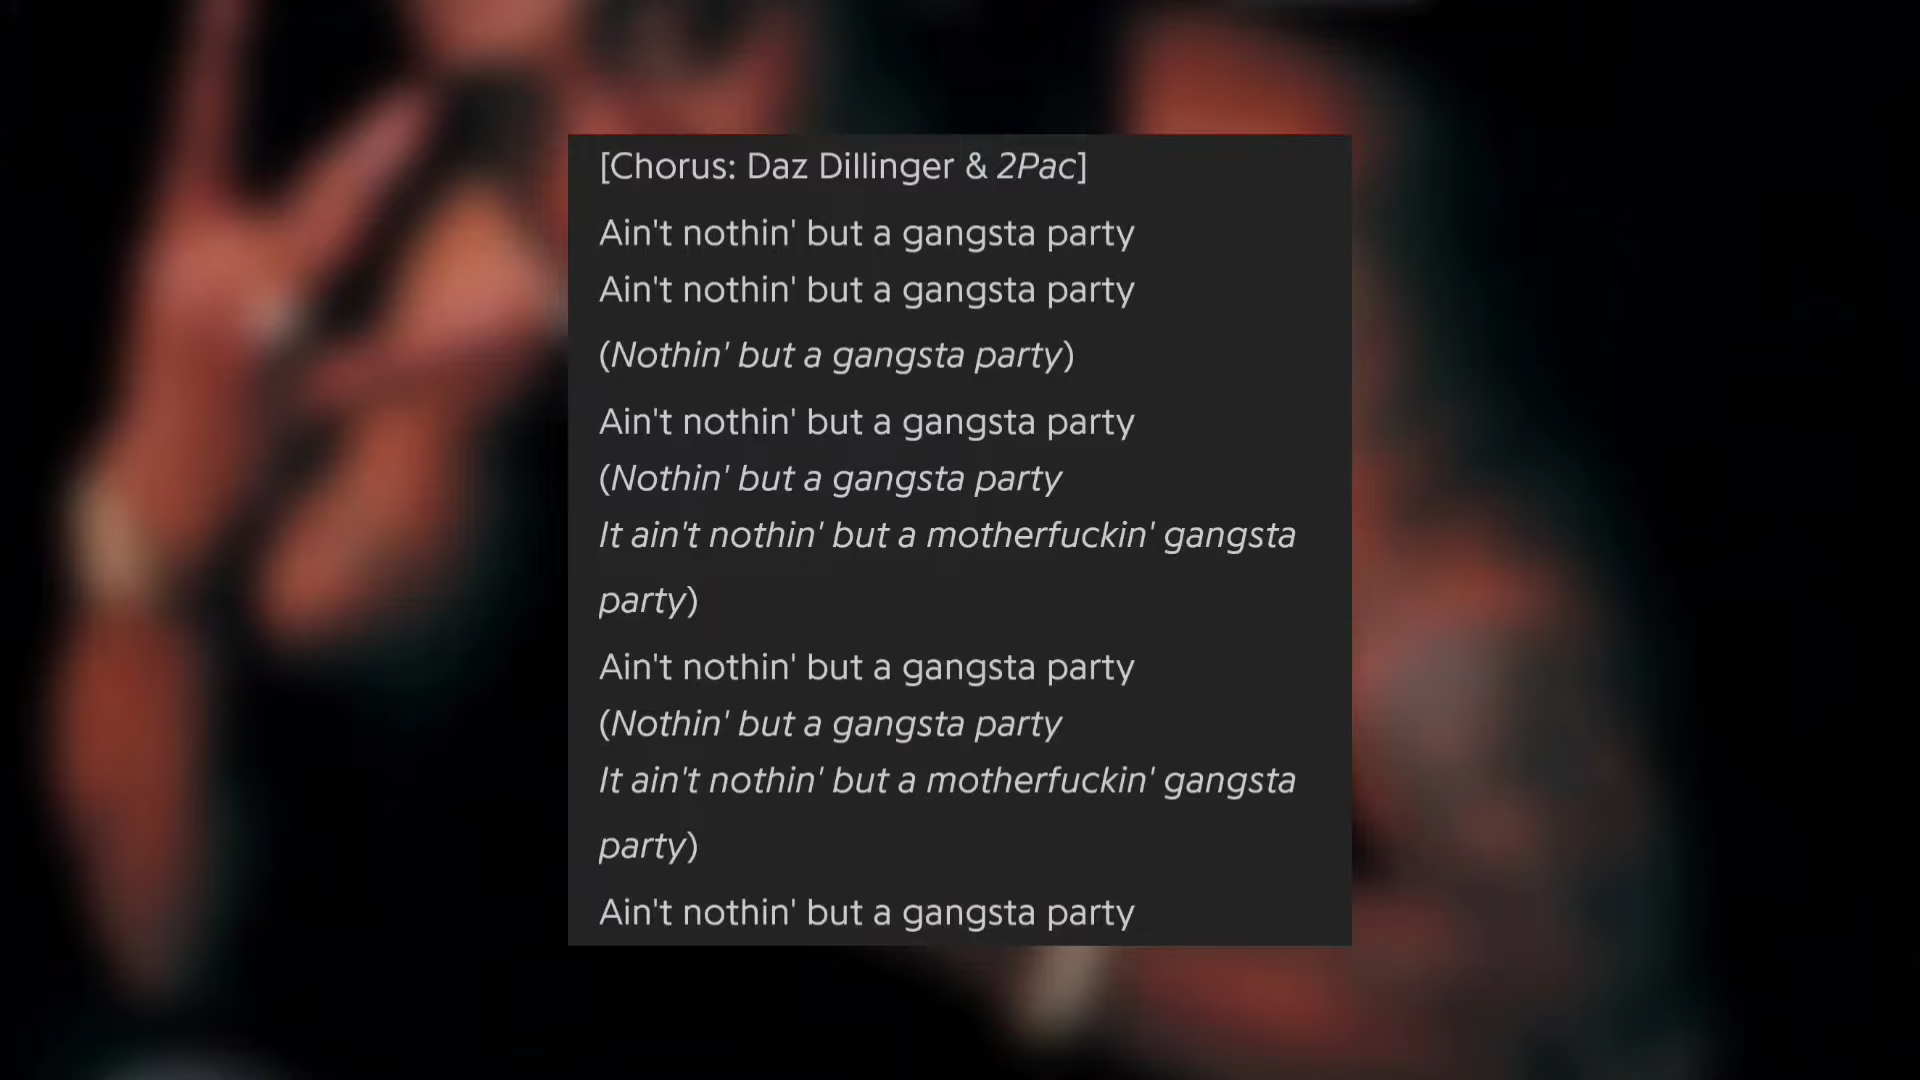 [Chorus: Daz Dillinger & 2Pac]
Ain't nothin' but a gangsta party
Ain't nothin' but a gangsta party
(Nothin' but a gangsta party)
Ain't nothin' but a gangsta party
(Nothin' but a gangsta party
It ain't nothin' but a motherfuckin' gangsta
party)
Ain't nothin' but a gangsta party
(Nothin' but a gangsta party
It ain't nothin' but a motherfuckin' gangsta
party)
Ain't nothin' but a gangsta party